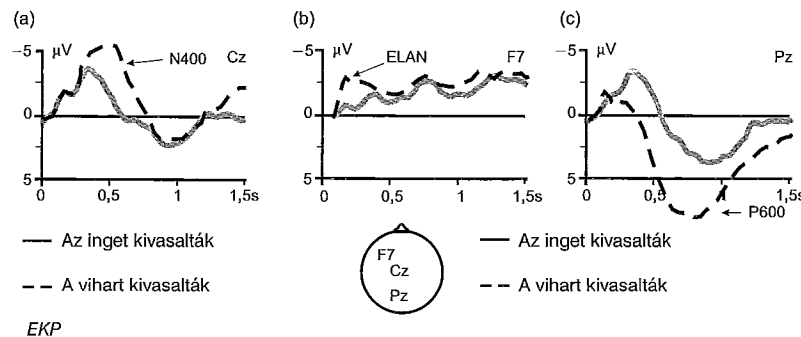 (a)
(b)
(c)
−5
μV
N400
Cz
0
5
0
0,5
1
1,5s
−5
μV
ELAN
F7
0
5
0
0,5
1
1,5s
−5
μV
Pz
0
5
0
0,5
1
1,5s
P600
Az inget kivasalták
A vihart kivasalták
F7
Cz
Pz
Az inget kivasalták
A vihart kivasalták
EKP